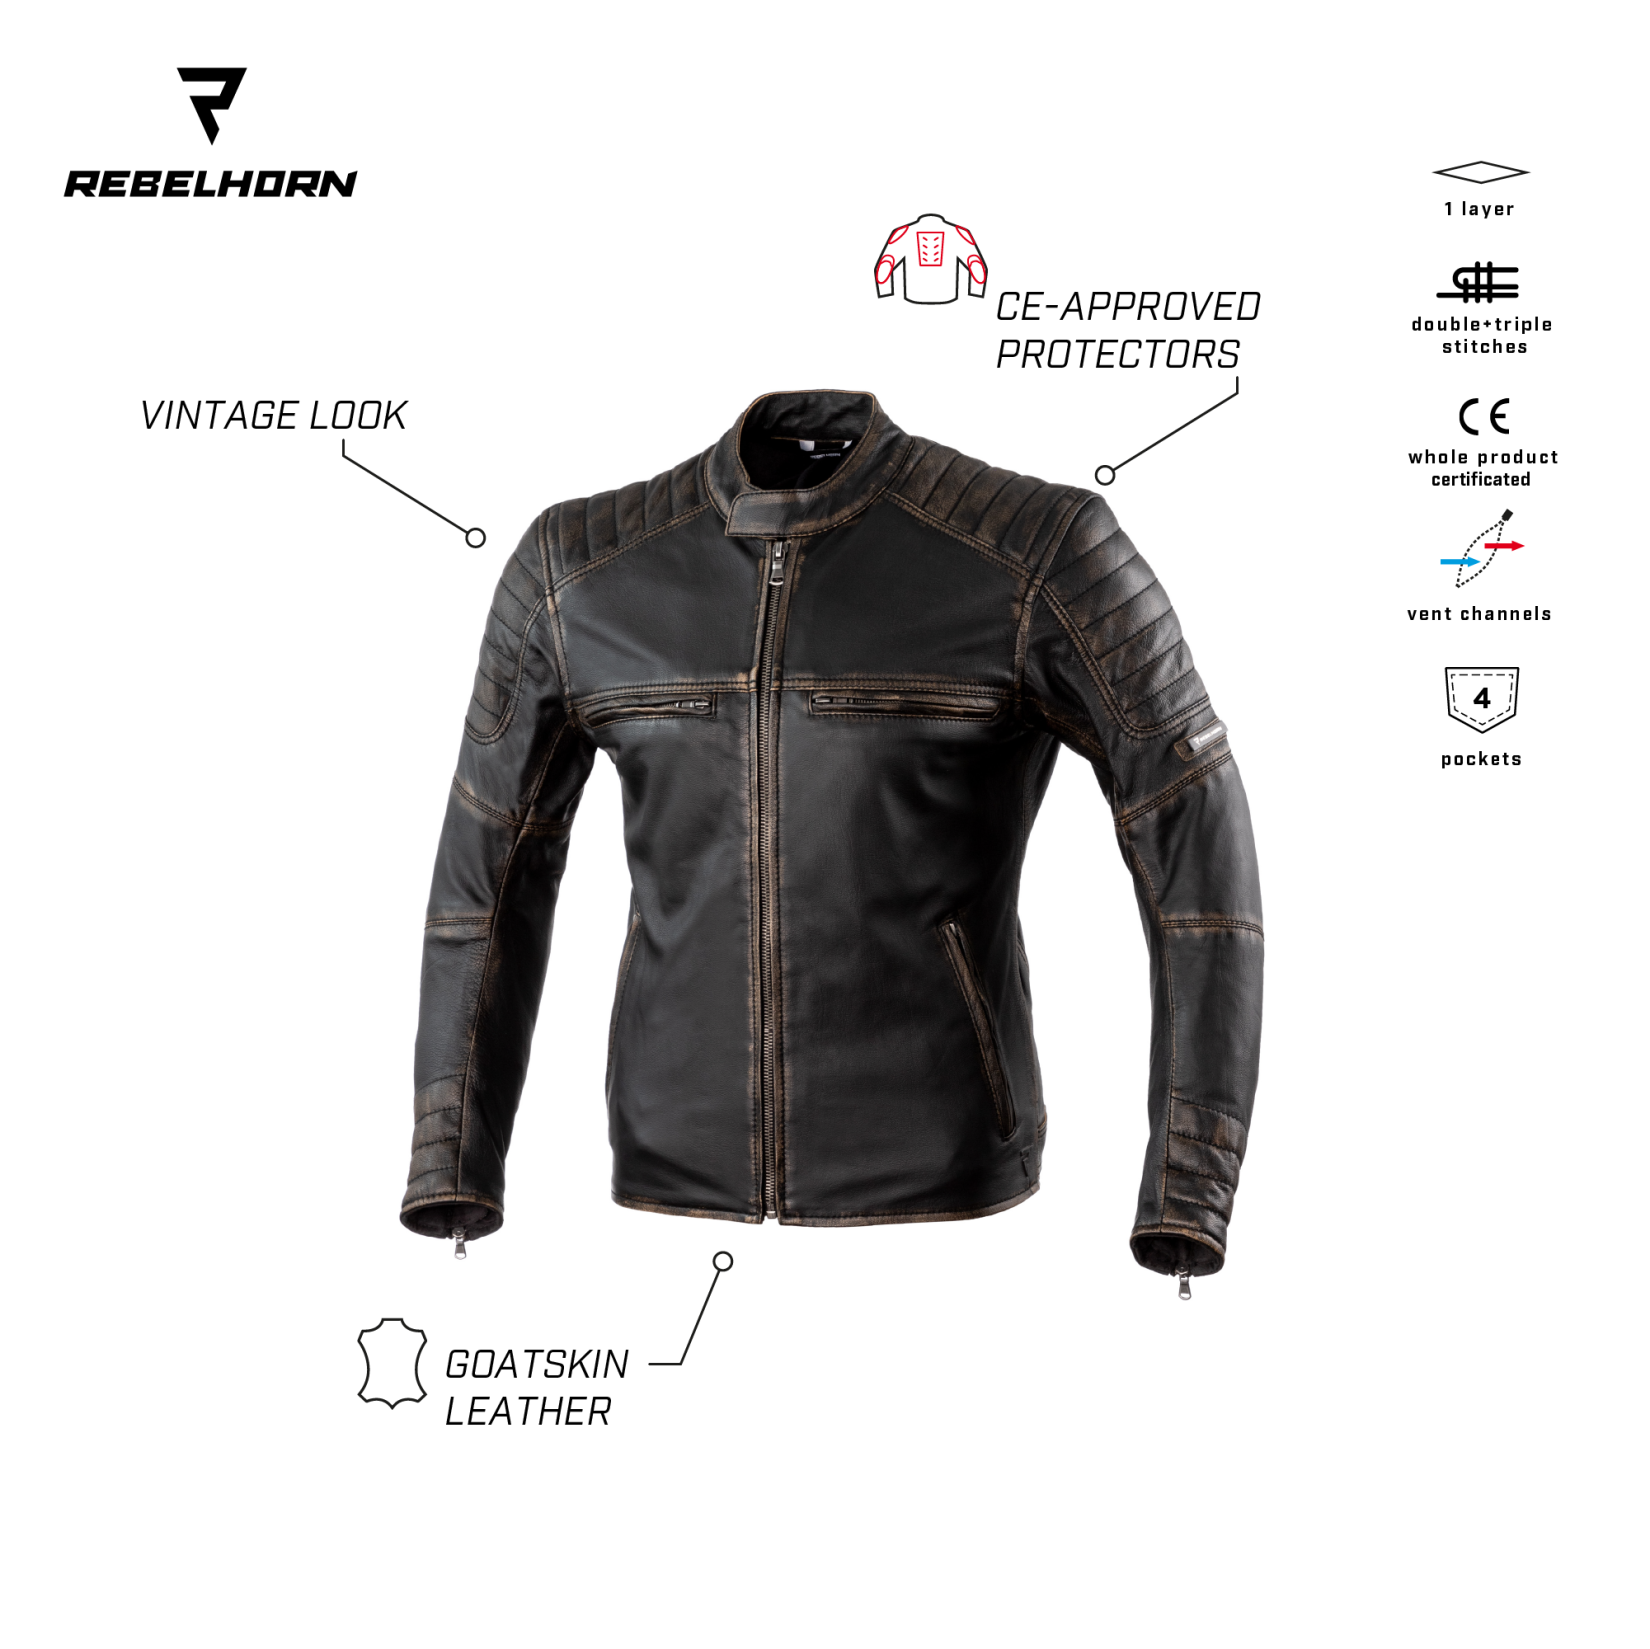 REBELHORN
1 layer
double+triple
stitches
CE
whole product
certificated
vent channels
4
pockets
CE-APPROVED
PROTECTORS
VINTAGE LOOK
GOATSKIN
LEATHER